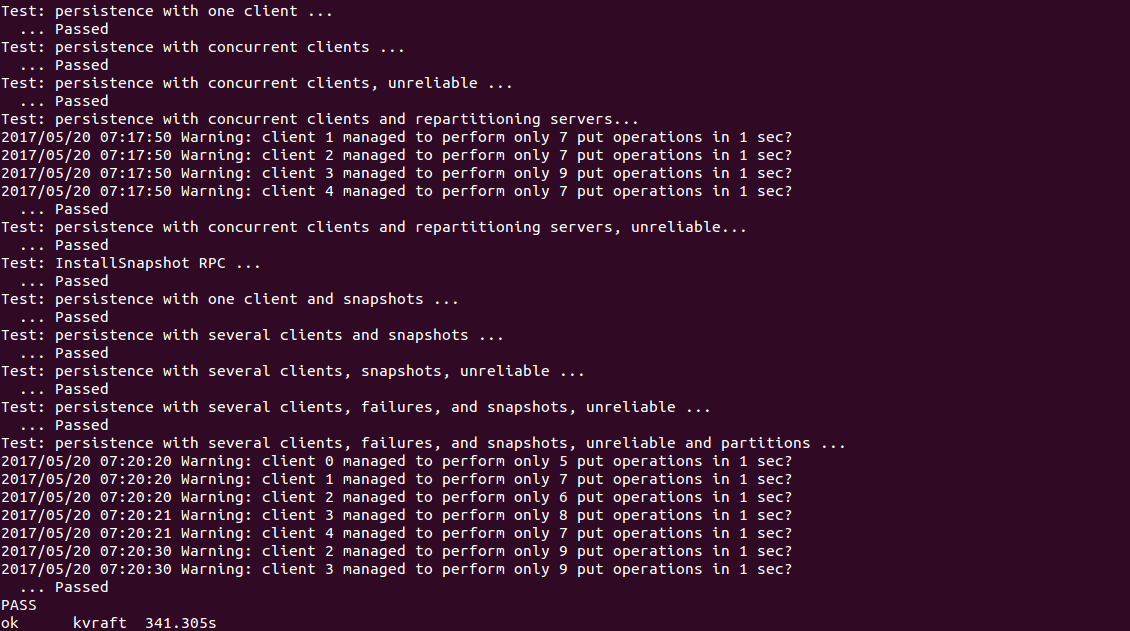 Test: persistence with one client ...
  ... Passed
Test: persistence with concurrent clients ...
  ... Passed
Test: persistence with concurrent clients, unreliable ...
  ... Passed
Test: persistence with concurrent clients and repartitioning servers...
2017/05/20 07:17:50 Warning: client 1 managed to perform only 7 put operations in 1 sec?
2017/05/20 07:17:50 Warning: client 2 managed to perform only 7 put operations in 1 sec?
2017/05/20 07:17:50 Warning: client 3 managed to perform only 9 put operations in 1 sec?
2017/05/20 07:17:50 Warning: client 4 managed to perform only 7 put operations in 1 sec?
  ... Passed
Test: persistence with concurrent clients and repartitioning servers, unreliable...
  ... Passed
Test: InstallSnapshot RPC ...
  ... Passed
Test: persistence with one client and snapshots ...
  ... Passed
Test: persistence with several clients and snapshots ...
  ... Passed
Test: persistence with several clients, snapshots, unreliable ...
  ... Passed
Test: persistence with several clients, failures, and snapshots, unreliable ...
  ... Passed
Test: persistence with several clients, failures, and snapshots, unreliable and partitions ...
2017/05/20 07:20:20 Warning: client 0 managed to perform only 5 put operations in 1 sec?
2017/05/20 07:20:20 Warning: client 1 managed to perform only 7 put operations in 1 sec?
2017/05/20 07:20:20 Warning: client 2 managed to perform only 6 put operations in 1 sec?
2017/05/20 07:20:21 Warning: client 3 managed to perform only 8 put operations in 1 sec?
2017/05/20 07:20:21 Warning: client 4 managed to perform only 7 put operations in 1 sec?
2017/05/20 07:20:30 Warning: client 2 managed to perform only 9 put operations in 1 sec?
2017/05/20 07:20:30 Warning: client 3 managed to perform only 9 put operations in 1 sec?
  ... Passed
PASS
ok      kvraft  341.305s